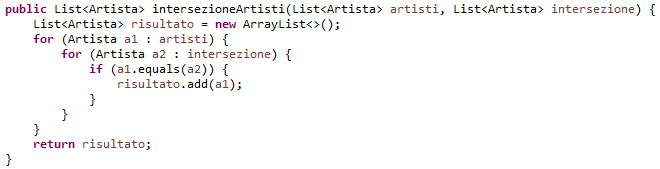 public List<Artista> intersezioneArtisti(List<Artista> artisti, List<Artista> intersezione) {
    List<Artista> risultato = new ArrayList<>();
    for (Artista a1 : artisti) {
        for (Artista a2 : intersezione) {
            if (a1.equals(a2)) {
                risultato.add(a1);
            }
        }
    }
    return risultato;
}